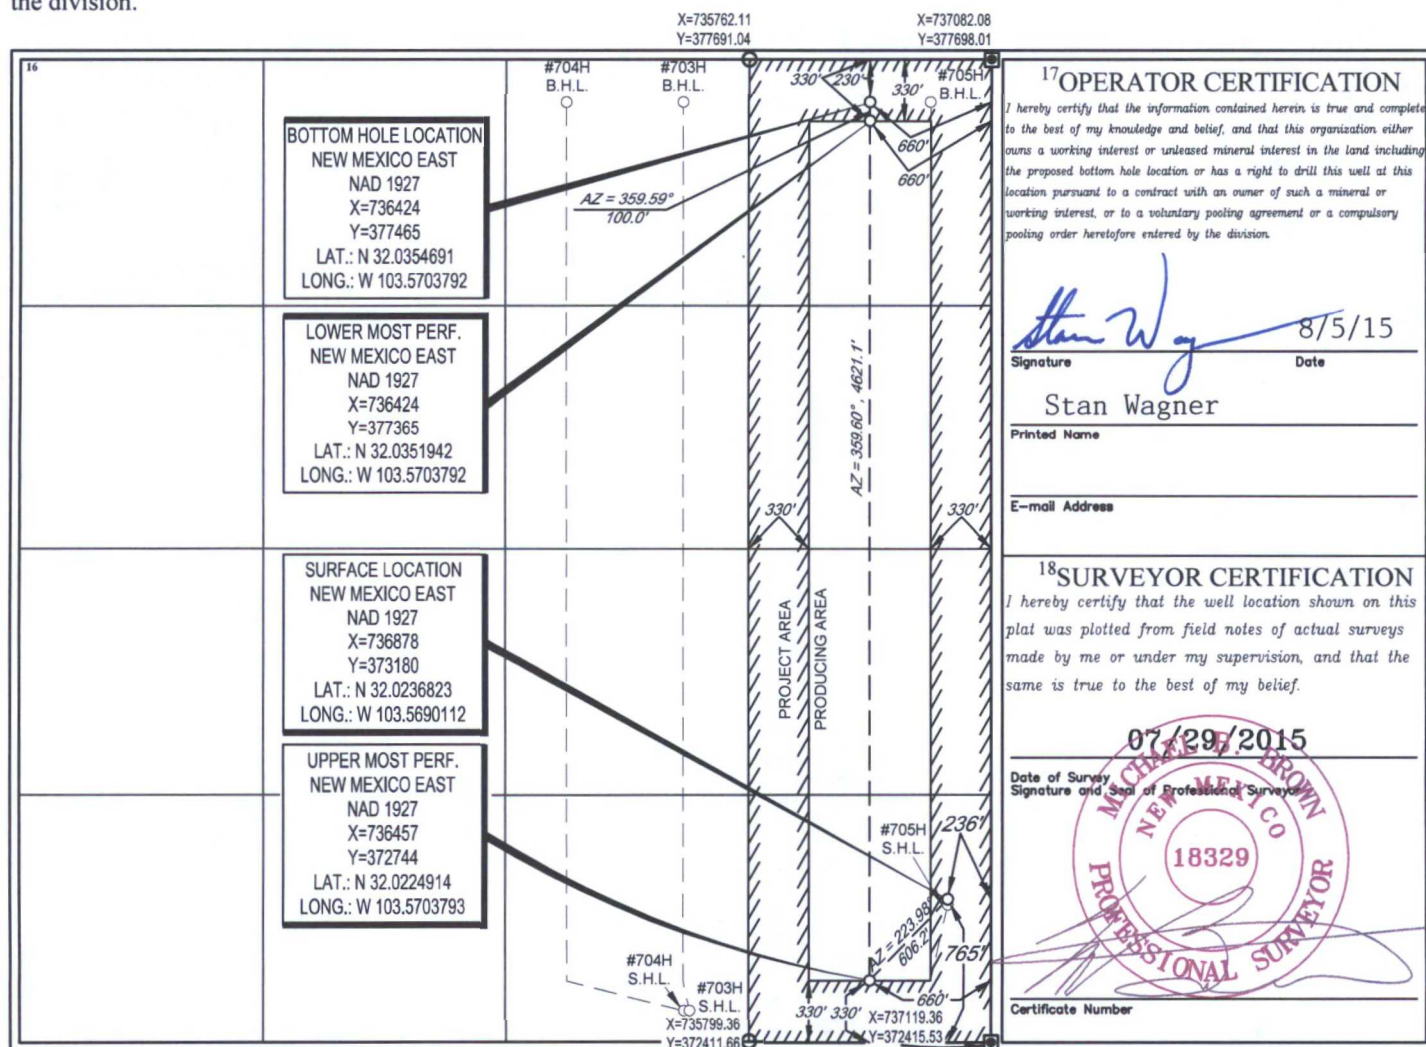 the division.
X=735762.11
Y=377691.04
X=737082.08
Y=377698.01
16
#704H
B.H.L.
#703H
B.H.L.
330'
230'
330'
#705H
B.H.L.
660'
660'
BOTTOM HOLE LOCATION
NEW MEXICO EAST
NAD 1927
X=736424
Y=377465
LAT.: N 32.0354691
LONG.: W 103.5703792
AZ = 359.59°
100.0'
LOWER MOST PERF.
NEW MEXICO EAST
NAD 1927
X=736424
Y=377365
LAT.: N 32.0351942
LONG.: W 103.5703792
AZ = 359.60°, 4621.1'
330'
330'
SURFACE LOCATION
NEW MEXICO EAST
NAD 1927
X=736878
Y=373180
LAT.: N 32.0236823
LONG.: W 103.5690112
PROJECT AREA
PRODUCING AREA
UPPER MOST PERF.
NEW MEXICO EAST
NAD 1927
X=736457
Y=372744
LAT.: N 32.0224914
LONG.: W 103.5703793
#705H
S.H.L.
236'
AZ = 223.98°
606.2'
765'
#704H
S.H.L.
#703H
S.H.L.
660'
330'
330'
X=735799.36
Y=372411.66
X=737119.36
Y=372415.53
17 OPERATOR CERTIFICATION
I hereby certify that the information contained herein is true and complete
to the best of my knowledge and belief, and that this organization either
owns a working interest or unleased mineral interest in the land including
the proposed bottom hole location or has a right to drill this well at this
location pursuant to a contract with an owner of such a mineral or
working interest, or to a voluntary pooling agreement or a compulsory
pooling order heretofore entered by the division.
8/5/15
Signature
Date
Stan Wagner
Printed Name
E-mail Address
18 SURVEYOR CERTIFICATION
I hereby certify that the well location shown on this
plat was plotted from field notes of actual surveys
made by me or under my supervision, and that the
same is true to the best of my belief.
07/29/2015
Date of Survey
Signature and Seal of Professional Surveyor
MICHAEL B. BROWN
NEW MEXICO
18329
PROFESSIONAL SURVEYOR
Certificate Number